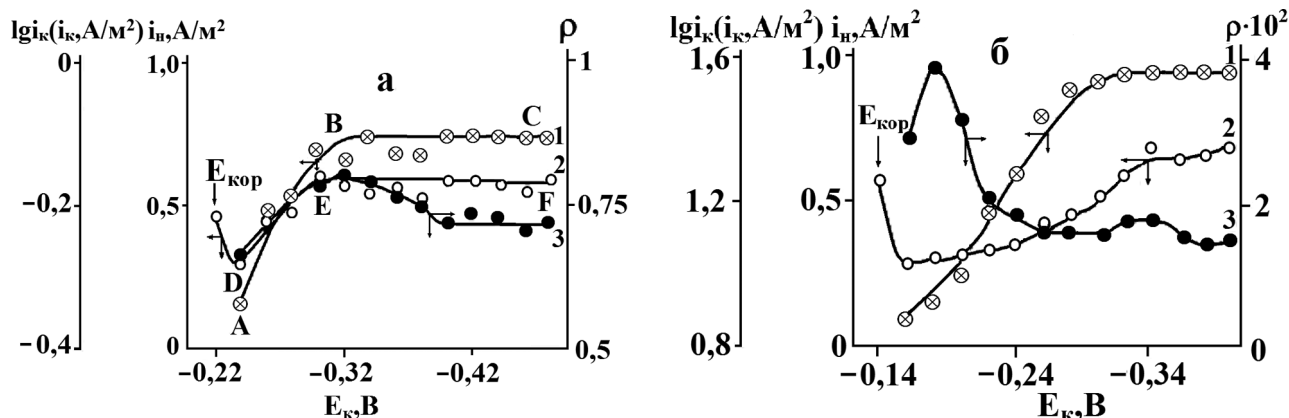 lgiк(iк,А/м²) iн,А/м²
ρ
0
1,0
1
а
B
C
1
Eкор
2
−0,2
0,5
E
F
0,75
3
D
A
−0,4
0
0,5
−0,22
−0,32
−0,42
Eк,В
lgiк(iк,А/м²) iн,А/м²
ρ·10²
1,6
1,0
б
1
4
Eкор
2
1,2
0,5
3
2
0,8
0
0
−0,14
−0,24
−0,34
Eк,В